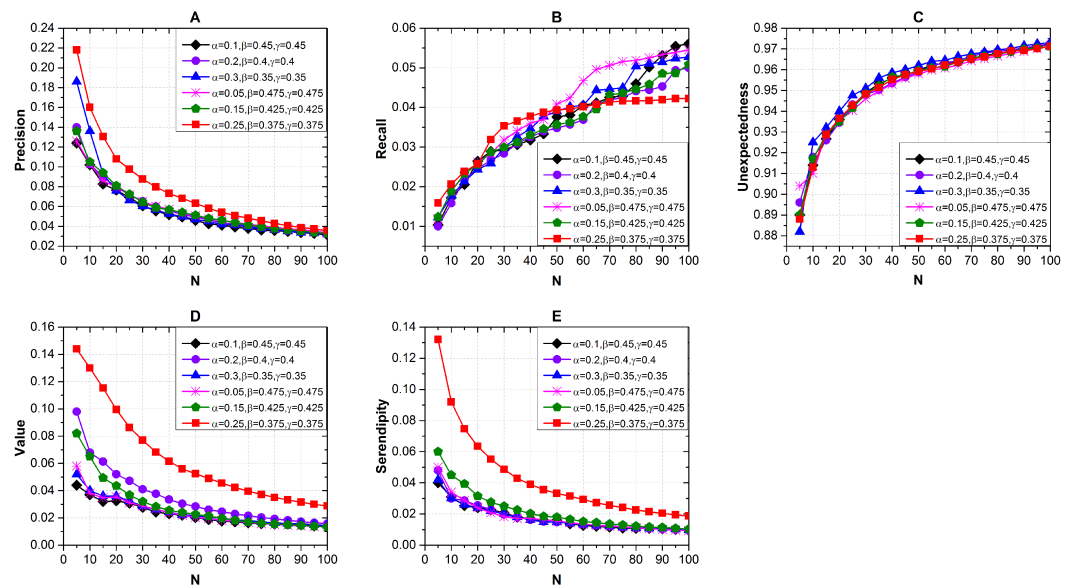 A
Precision
0.24
0.22
0.20
0.18
0.16
0.14
0.12
0.10
0.08
0.06
0.04
0.02
α=0.1,β=0.45,γ=0.45
α=0.2,β=0.4,γ=0.4
α=0.3,β=0.35,γ=0.35
α=0.05,β=0.475,γ=0.475
α=0.15,β=0.425,γ=0.425
α=0.25,β=0.375,γ=0.375
0 10 20 30 40 50 60 70 80 90 100
N
B
Recall
0.06
0.05
0.04
0.03
0.02
0.01
α=0.1,β=0.45,γ=0.45
α=0.2,β=0.4,γ=0.4
α=0.3,β=0.35,γ=0.35
α=0.05,β=0.475,γ=0.475
α=0.15,β=0.425,γ=0.425
α=0.25,β=0.375,γ=0.375
0 10 20 30 40 50 60 70 80 90 100
N
C
Unexpectedness
0.98
0.97
0.96
0.95
0.94
0.93
0.92
0.91
0.90
0.89
0.88
α=0.1,β=0.45,γ=0.45
α=0.2,β=0.4,γ=0.4
α=0.3,β=0.35,γ=0.35
α=0.05,β=0.475,γ=0.475
α=0.15,β=0.425,γ=0.425
α=0.25,β=0.375,γ=0.375
0 10 20 30 40 50 60 70 80 90 100
N
D
Value
0.16
0.14
0.12
0.10
0.08
0.06
0.04
0.02
0.00
α=0.1,β=0.45,γ=0.45
α=0.2,β=0.4,γ=0.4
α=0.3,β=0.35,γ=0.35
α=0.05,β=0.475,γ=0.475
α=0.15,β=0.425,γ=0.425
α=0.25,β=0.375,γ=0.375
0 10 20 30 40 50 60 70 80 90 100
N
E
Serendipity
0.14
0.12
0.10
0.08
0.06
0.04
0.02
0.00
α=0.1,β=0.45,γ=0.45
α=0.2,β=0.4,γ=0.4
α=0.3,β=0.35,γ=0.35
α=0.05,β=0.475,γ=0.475
α=0.15,β=0.425,γ=0.425
α=0.25,β=0.375,γ=0.375
0 10 20 30 40 50 60 70 80 90 100
N